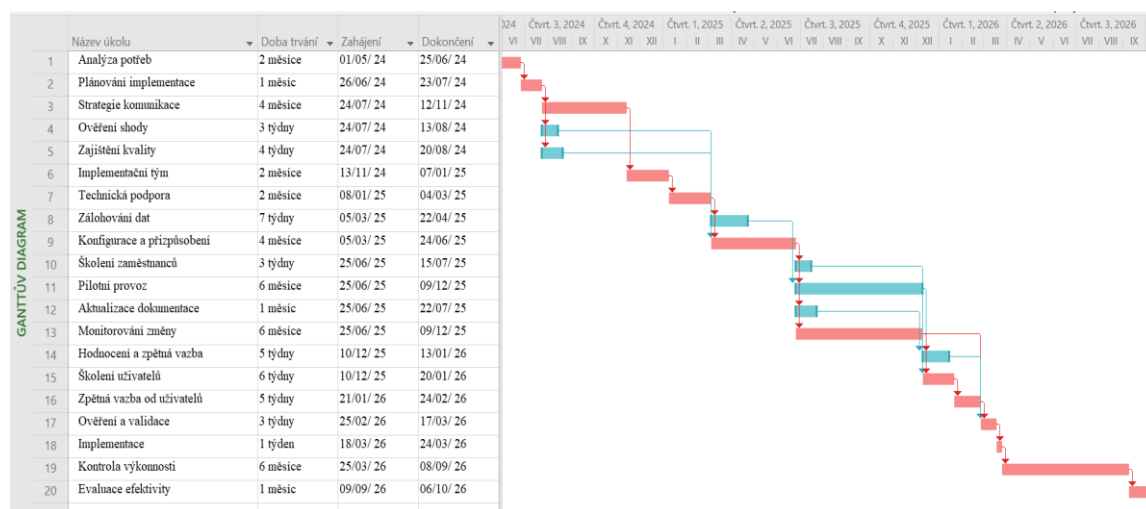 024 Čtvrt. 3, 2024 Čtvrt. 4, 2024 Čtvrt. 1, 2025 Čtvrt. 2, 2025 Čtvrt. 3, 2025 Čtvrt. 4, 2025 Čtvrt. 1, 2026 Čtvrt. 2, 2026 Čtvrt. 3, 2026
Název úkolu Doba trvání Zahájení Dokončení VI VII VIII IX X XI XII I II III IV V VI VII VIII IX X XI XII I II III IV V VI VII VIII IX
1 Analýza potřeb 2 měsíce 01/05/ 24 25/06/ 24
2 Plánování implementace 1 měsíc 26/06/ 24 23/07/ 24
3 Strategie komunikace 4 měsíce 24/07/ 24 12/11/ 24
4 Ověření shody 3 týdny 24/07/ 24 13/08/ 24
5 Zajištění kvality 4 týdny 24/07/ 24 20/08/ 24
6 Implementační tým 2 měsíce 13/11/ 24 07/01/ 25
7 Technická podpora 2 měsíce 08/01/ 25 04/03/ 25
8 Zálohování dat 7 týdny 05/03/ 25 22/04/ 25
9 Konfigurace a přizpůsobení 4 měsíce 05/03/ 25 24/06/ 25
10 Školení zaměstnanců 3 týdny 25/06/ 25 15/07/ 25
11 Pilotní provoz 6 měsíce 25/06/ 25 09/12/ 25
12 Aktualizace dokumentace 1 měsíc 25/06/ 25 22/07/ 25
13 Monitorování změny 6 měsíce 25/06/ 25 09/12/ 25
14 Hodnocení a zpětná vazba 5 týdny 10/12/ 25 13/01/ 26
15 Školení uživatelů 6 týdny 10/12/ 25 20/01/ 26
16 Zpětná vazba od uživatelů 5 týdny 21/01/ 26 24/02/ 26
17 Ověření a validace 3 týdny 25/02/ 26 17/03/ 26
18 Implementace 1 týden 18/03/ 26 24/03/ 26
19 Kontrola výkonnosti 6 měsíce 25/03/ 26 08/09/ 26
20 Evaluace efektivity 1 měsíc 09/09/ 26 06/10/ 26
GANTTŮV DIAGRAM